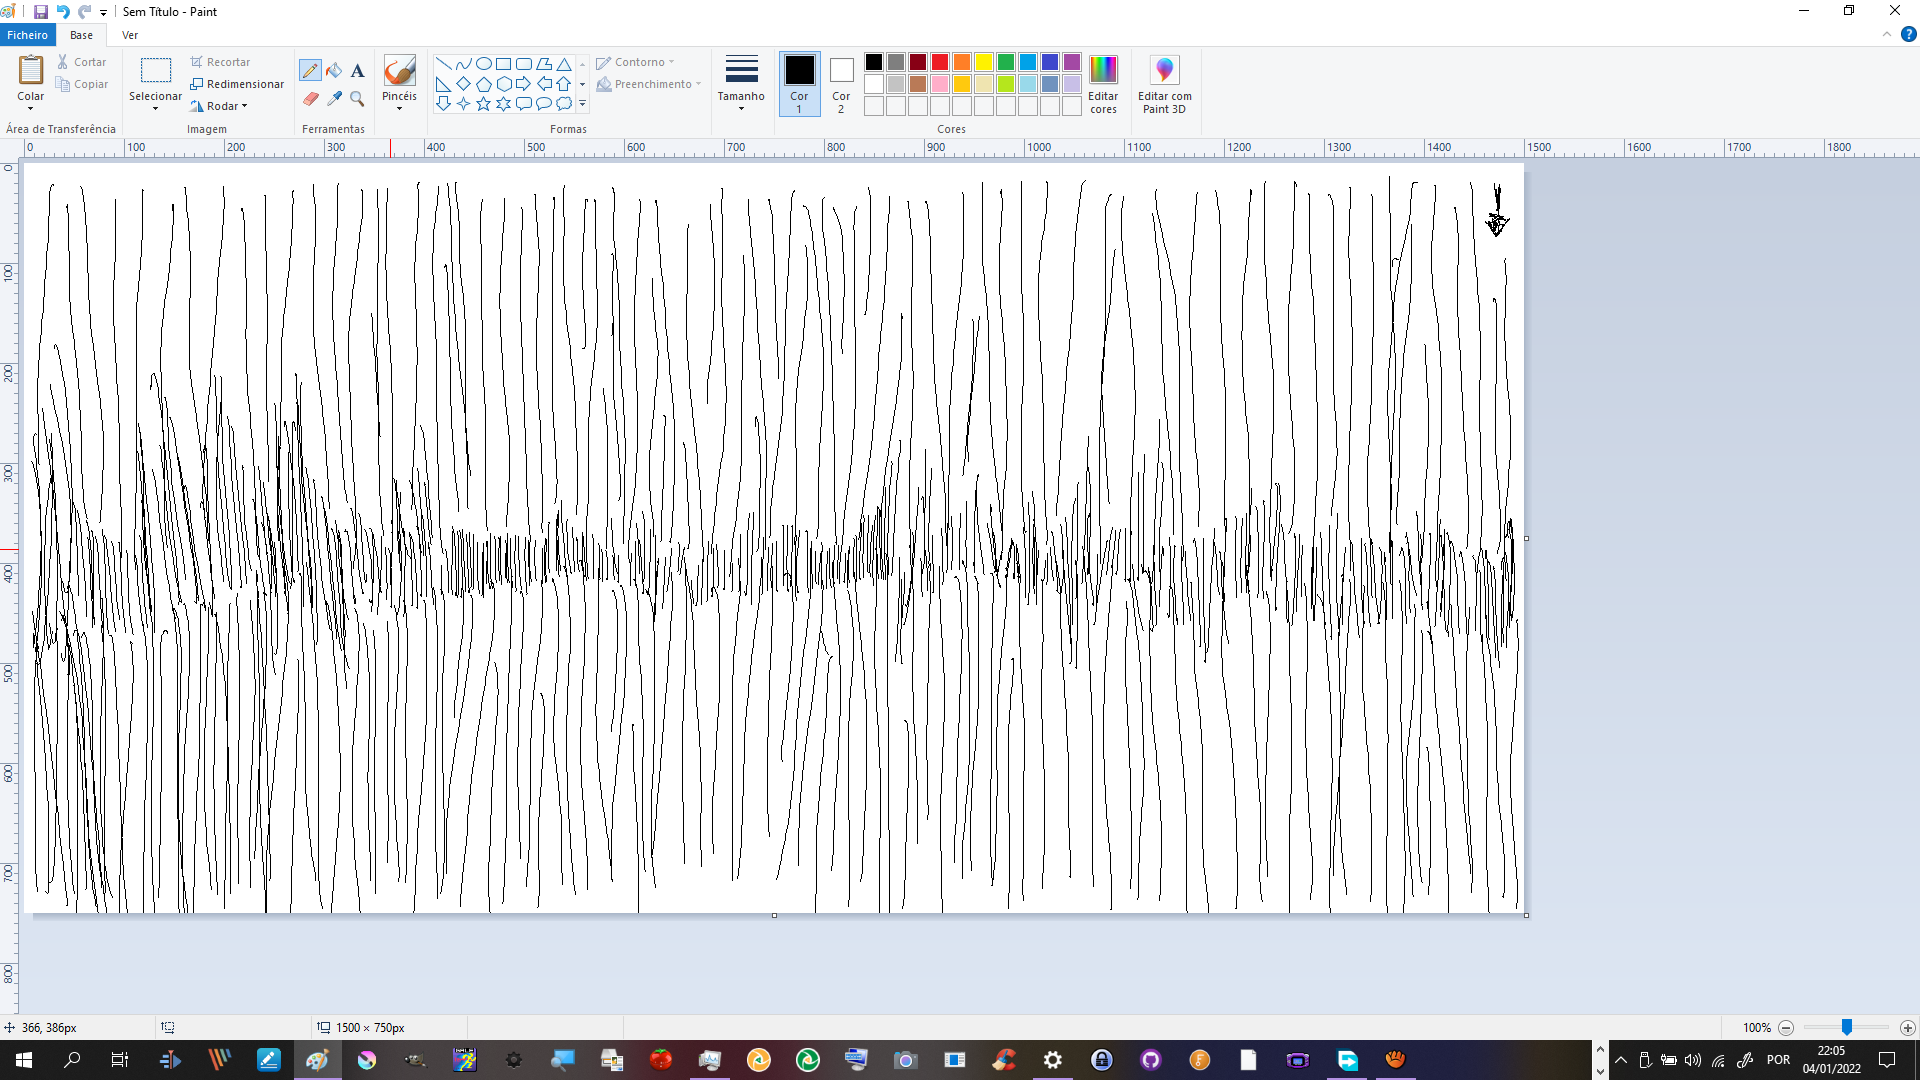 Sem Título - Paint
Ficheiro Base Ver
Colar
Cortar
Copiar
Área de Transferência
Selecionar
Recortar
Redimensionar
Rodar
Imagem
A
Ferramentas
Pincéis
Contorno
Preenchimento
Formas
Tamanho
Cor 1
Cor 2
Editar cores
Cores
Editar com Paint 3D
0 100 200 300 400 500 600 700 800 900 1000 1100 1200 1300 1400 1500 1600 1700 1800
0
100
200
300
400
500
600
700
800
366, 386px
1500 × 750px
100%
POR
22:05
04/01/2022